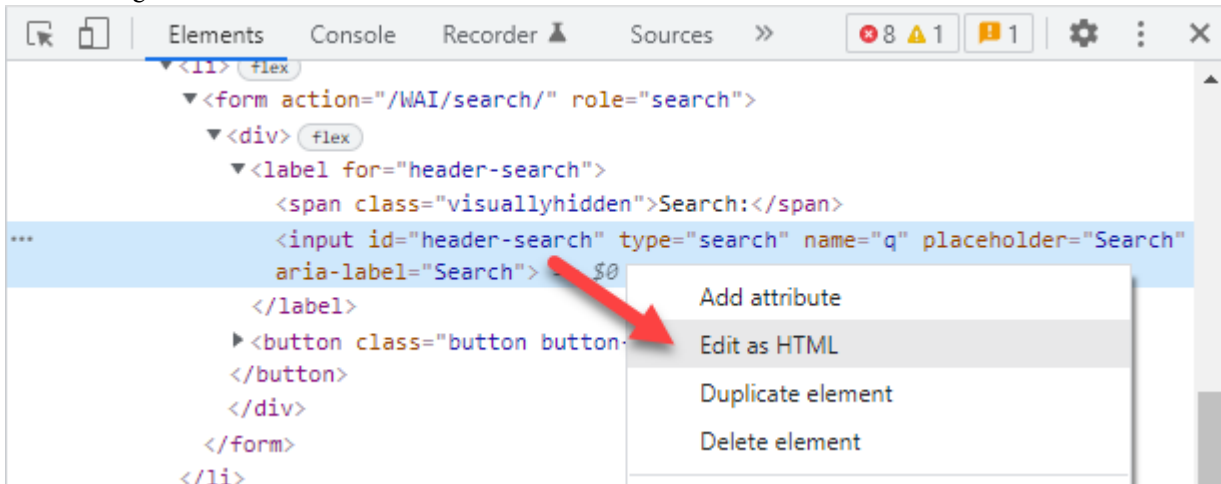 Elements Console Recorder Sources » 8 1 1
▼<li> flex
▼<form action="/WAI/search/" role="search">
▼<div> flex
▼<label for="header-search">
<span class="visuallyhidden">Search:</span>
... <input id="header-search" type="search" name="q" placeholder="Search"
aria-label="Search"> $0
Add attribute
</label>
▶<button class="button button-
Edit as HTML
</button>
Duplicate element
</div>
Delete element
</form>
</li>